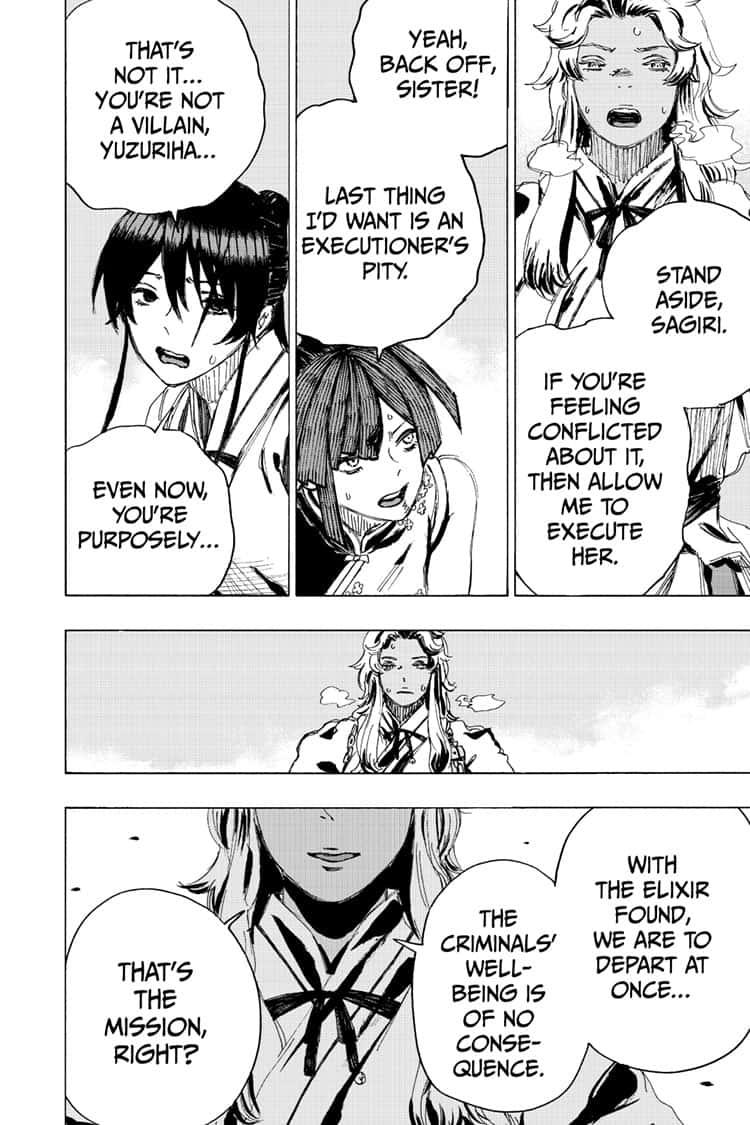 STAND
ASIDE,
SAGIRI.
IF YOU'RE
FEELING
CONFLICTED
ABOUT IT,
THEN ALLOW
ME TO
EXECUTE
HER.
YEAH,
BACK OFF,
SISTER!
LAST THING
I'D WANT IS AN
EXECUTIONER'S
PITY.
THAT'S
NOT IT...
YOU'RE NOT
A VILLAIN,
YUZURIHA...
EVEN NOW,
YOU'RE
PURPOSELY...
WITH
THE ELIXIR
FOUND,
WE ARE TO
DEPART AT
ONCE...
THE
CRIMINALS'
WELL-
BEING IS
OF NO
CONSE-
QUENCE.
THAT'S
THE
MISSION,
RIGHT?